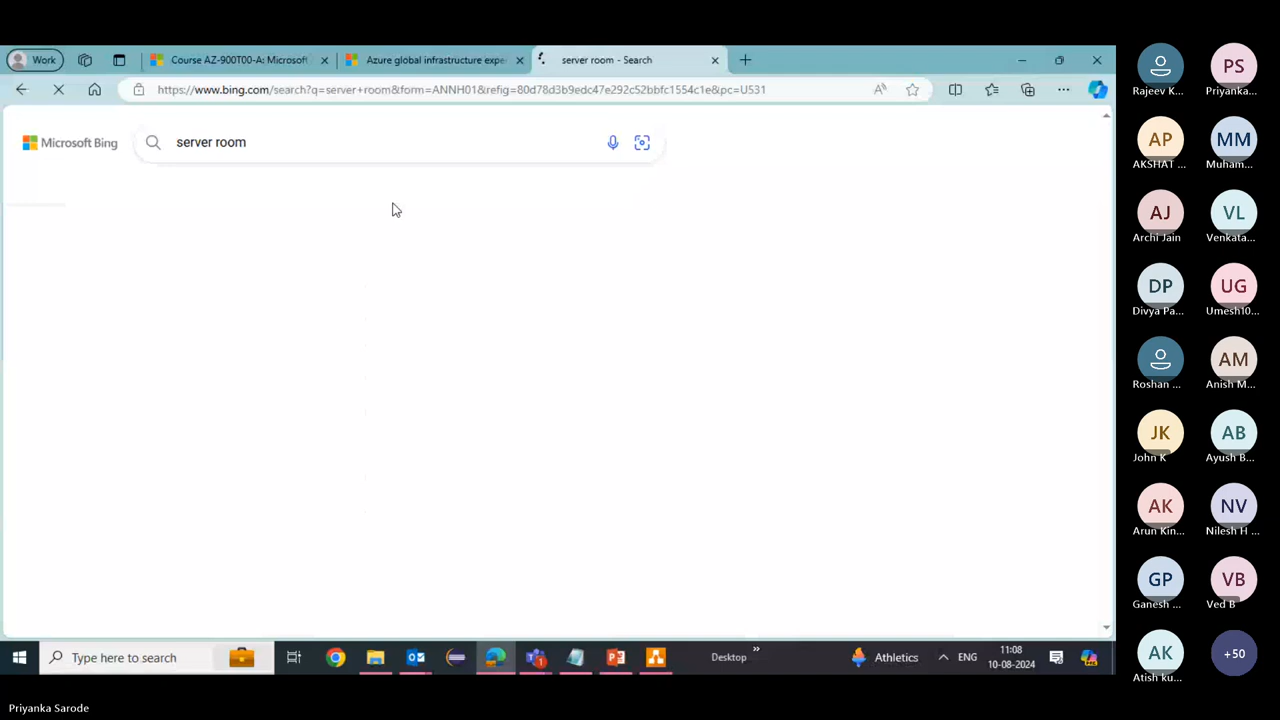 Work
Course AZ-900T00-A: Microsoft
Azure global infrastructure expe
server room - Search
https://www.bing.com/search?q=server+room&form=ANNH01&refig=80d78d3b9edc47e292c52bbfc1554c1e&pc=U531
Microsoft Bing
server room
Rajeev K...
PS
Priyanka...
AP
AKSHAT ...
MM
Muham...
AJ
Archi Jain
VL
Venkata...
DP
Divya Pa...
UG
Umesh10...
Roshan ...
AM
Anish M...
JK
John K
AB
Ayush B...
AK
Arun Kin...
NV
Nilesh H ...
GP
Ganesh ...
VB
Ved B
AK
Atish ku...
+50
Type here to search
Desktop
Athletics
ENG
11:08
10-08-2024
Priyanka Sarode